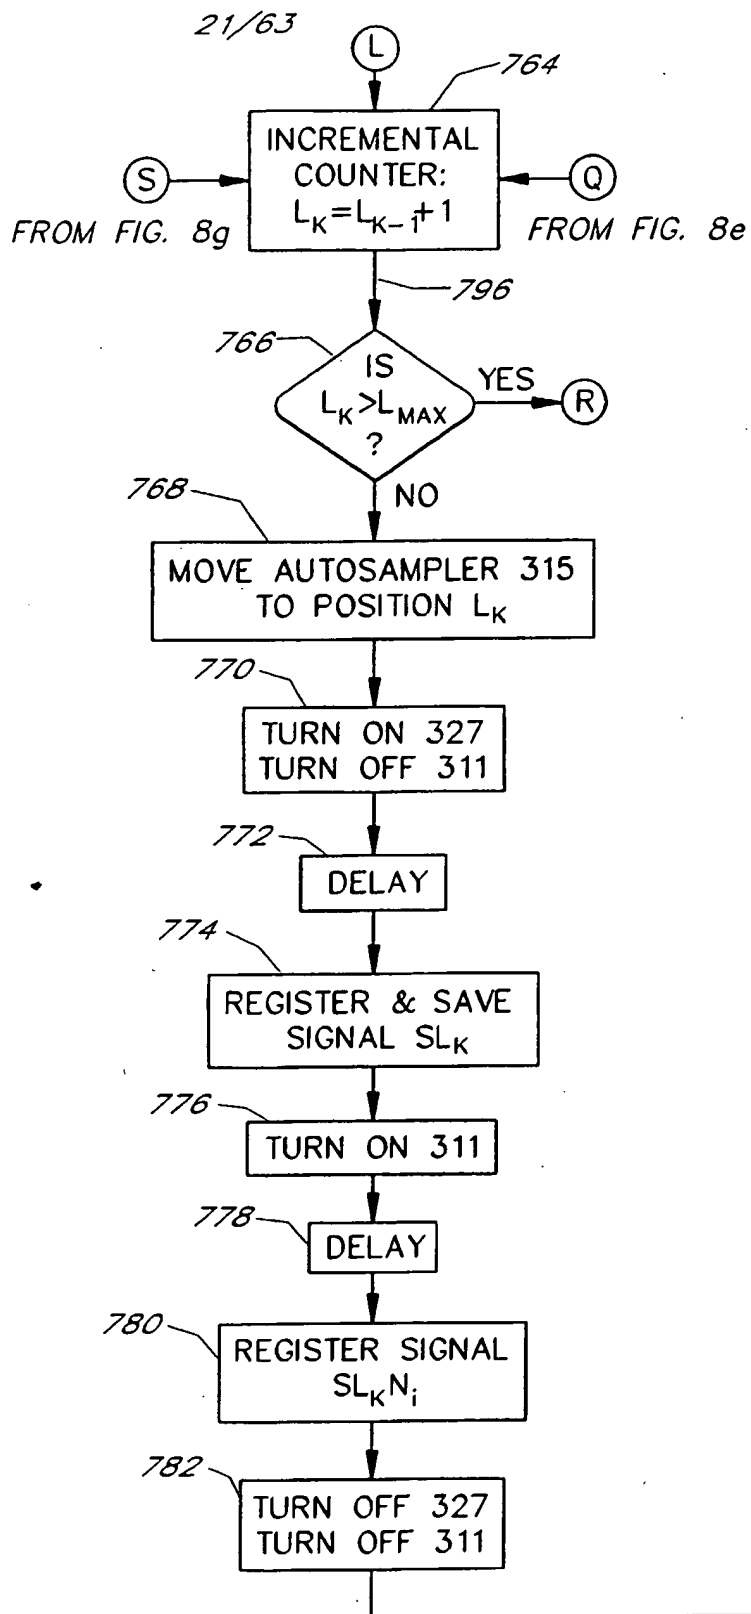 21/63
L
764
INCREMENTAL
COUNTER:
L_K=L_{K-1}+1
S
Q
FROM FIG. 8g
FROM FIG. 8e
796
766
IS
L_K>L_MAX
?
YES
R
NO
768
MOVE AUTOSAMPLER 315
TO POSITION L_K
770
TURN ON 327
TURN OFF 311
772
DELAY
774
REGISTER & SAVE
SIGNAL SL_K
776
TURN ON 311
778
DELAY
780
REGISTER SIGNAL
SL_K N_i
782
TURN OFF 327
TURN OFF 311